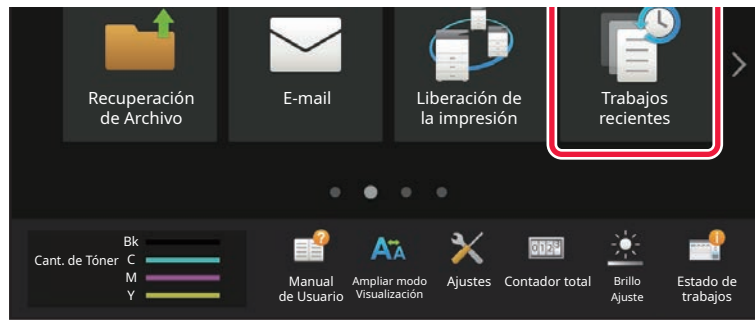 Recuperación
de Archivo
E-mail
Liberación de
la impresión
Trabajos
recientes
Cant. de Tóner
Bk
C
M
Y
Manual
de Usuario
Ampliar modo
Visualización
Ajustes
0123
Contador total
Brillo
Ajuste
Estado de
trabajos